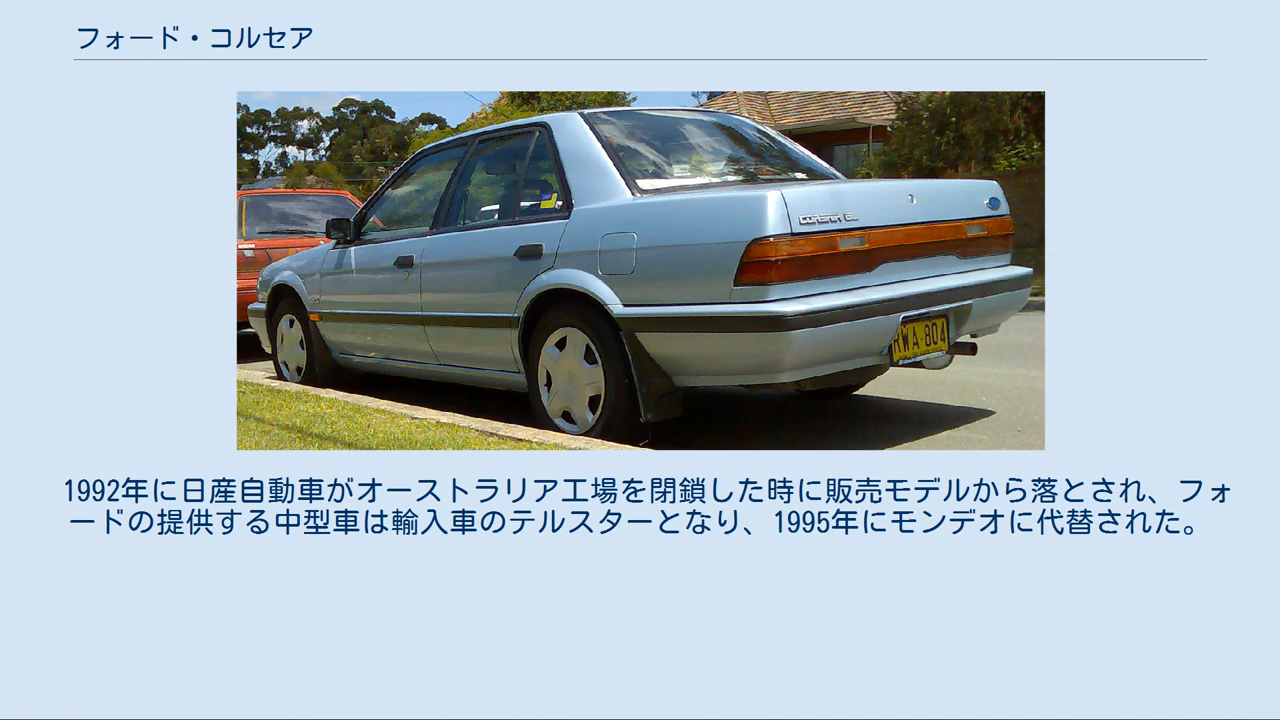 フォード・コルセア
CORSAIR GL
RWA·804
1992年に日産自動車がオーストラリア工場を閉鎖した時に販売モデルから落とされ、フォ
ードの提供する中型車は輸入車のテルスターとなり、1995年にモンデオに代替された。